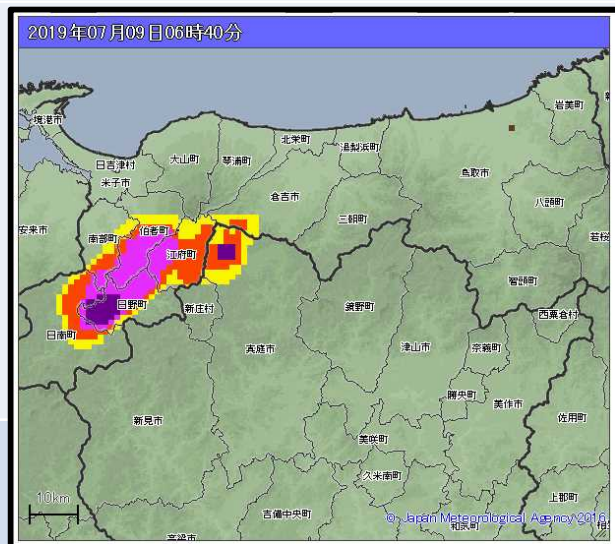 2019年07月09日06時40分
岩美町
境港市
北栄町
大山町
琴浦町
湯梨浜町
日吉津村
鳥取市
米子市
倉吉市
八頭町
三朝町
伯耆町
安来市
南部町
若桜
江府町
智頭町
日野町
新庄村
鏡野町
西粟倉村
日南町
真庭市
津山市
奈義町
勝央町
美作市
新見市
佐用町
美咲町
久米南町
10km
上郡町
吉備中央町
和気町
高梁市
© Japan Meteorological Agency 2016